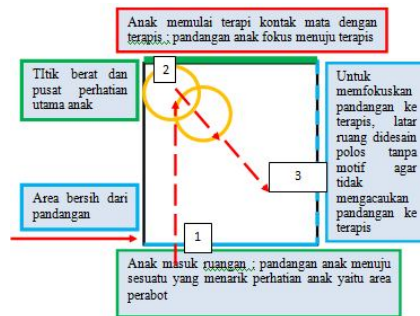 Anak memulai terapi kontak mata dengan
terapis ; pandangan anak fokus menuju terapis
TItik berat dan
pusat perhatian
utama anak
2
Untuk
memfokuskan
pandangan ke
terapis, latar
ruang didesain
polos tanpa
motif agar
tidak
mengacaukan
pandangan ke
terapis
3
Area bersih dari
pandangan
1
Anak masuk ruangan ; pandangan anak menuju
sesuatu yang menarik perhatian anak yaitu area
perabot